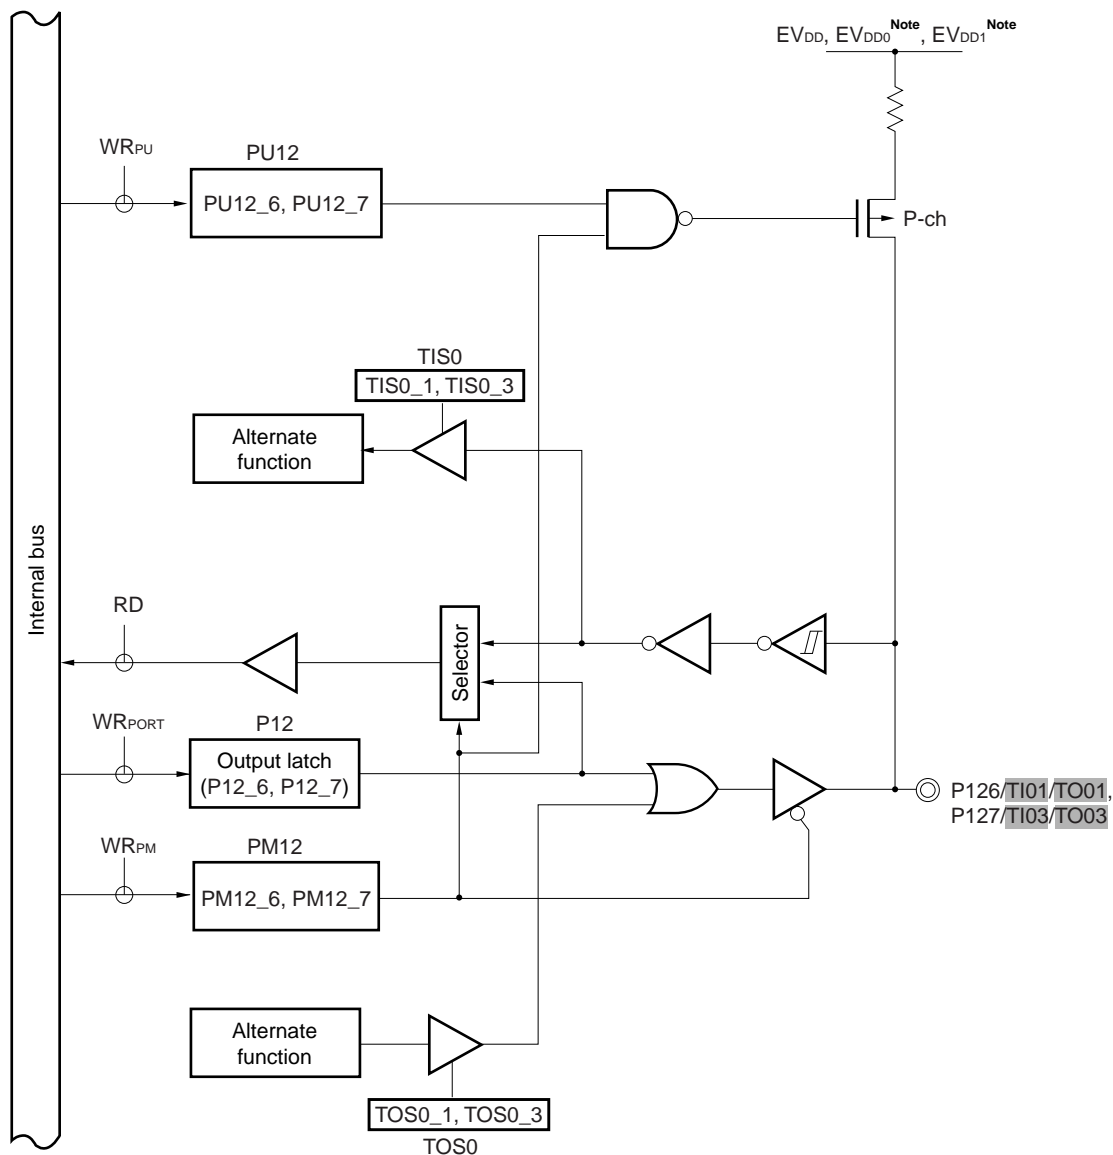 EVDD, EVDD0Note, EVDD1Note
WRPU
PU12
PU12_6, PU12_7
P-ch
TIS0
TIS0_1, TIS0_3
Alternate
function
Internal bus
RD
Selector
WRPORT
P12
Output latch
(P12_6, P12_7)
P126/TI01/TO01,
P127/TI03/TO03
WRPM
PM12
PM12_6, PM12_7
Alternate
function
TOS0_1, TOS0_3
TOS0